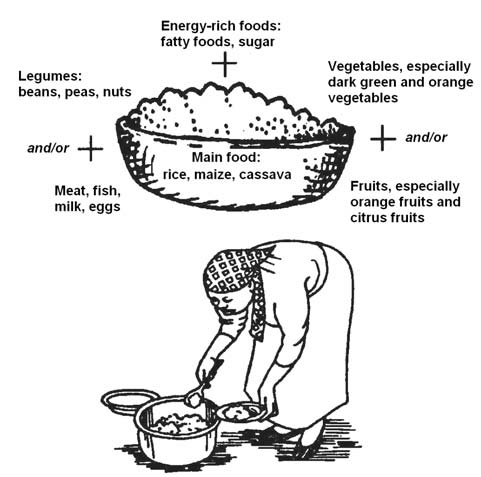 Energy-rich foods:
fatty foods, sugar
Legumes:
beans, peas, nuts
Vegetables, especially
dark green and orange
vegetables
and/or
and/or
Main food:
rice, maize, cassava
Meat, fish,
milk, eggs
Fruits, especially
orange fruits and
citrus fruits